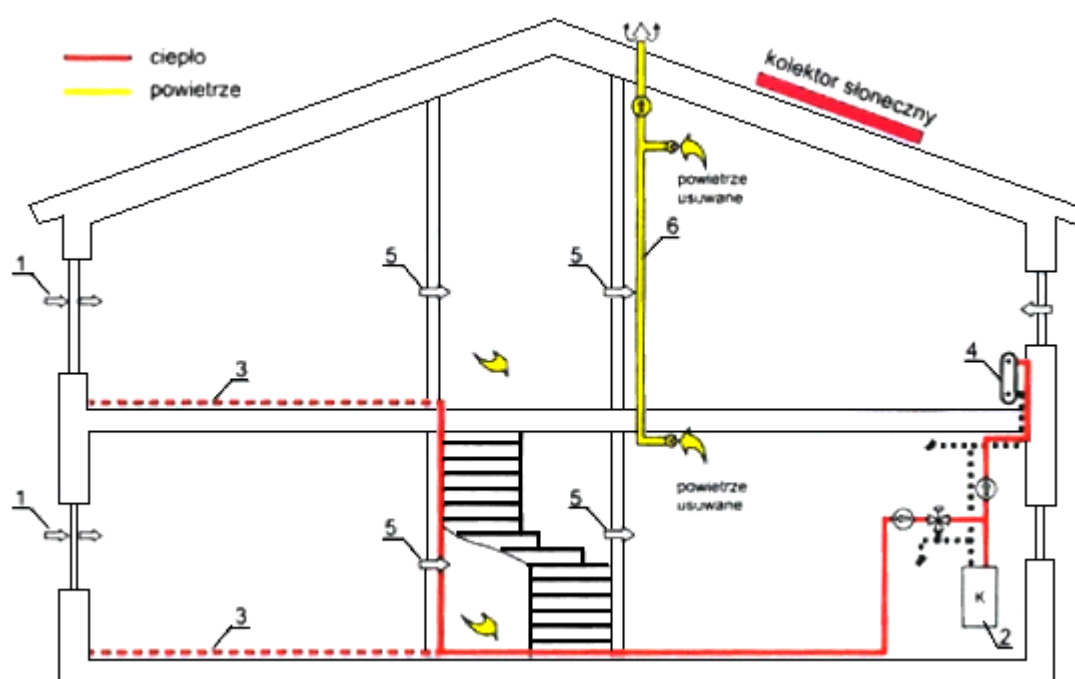 ciepło
powietrze
kolektor słoneczny
powietrze
usuwane
6
1
5
5
4
3
powietrze
usuwane
5
1
5
K
3
2